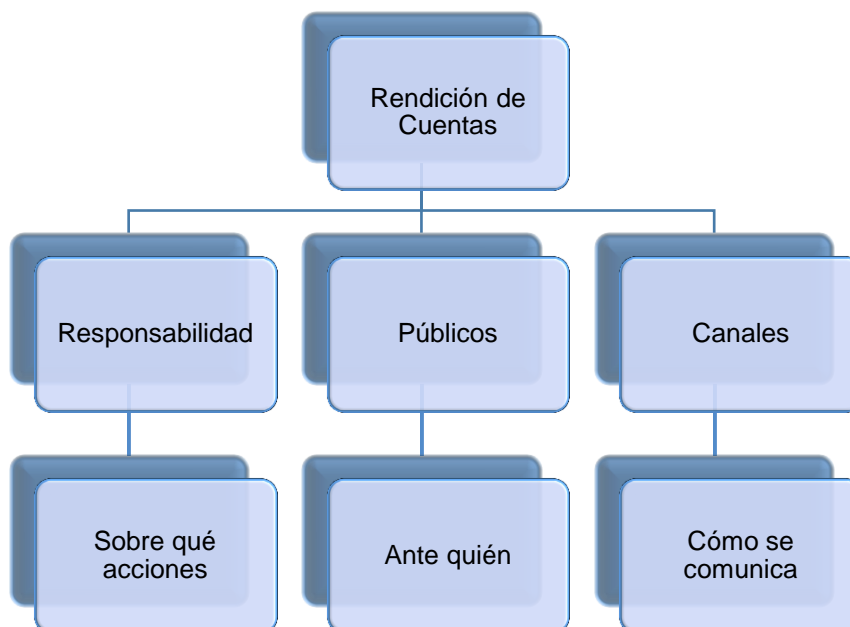 Rendición de
Cuentas
Responsabilidad
Públicos
Canales
Sobre qué
acciones
Ante quién
Cómo se
comunica